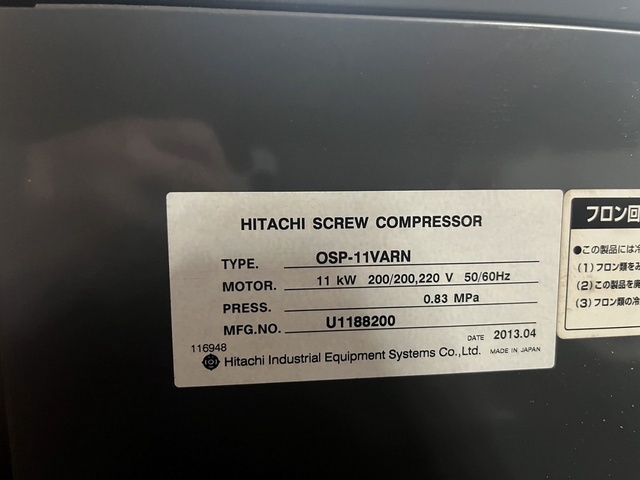 HITACHI SCREW COMPRESSOR
TYPE. OSP-11VARN
MOTOR. 11 kW 200/200,220 V 50/60Hz
PRESS. 0.83 MPa
MFG.NO. U1188200
DATE 2013.04
116948
Hitachi Industrial Equipment Systems Co.,Ltd. MADE IN JAPAN
フロン回
●この製品には冷
(1) フロン類をみ
(2) この製品を廃
(3) フロン類の冷